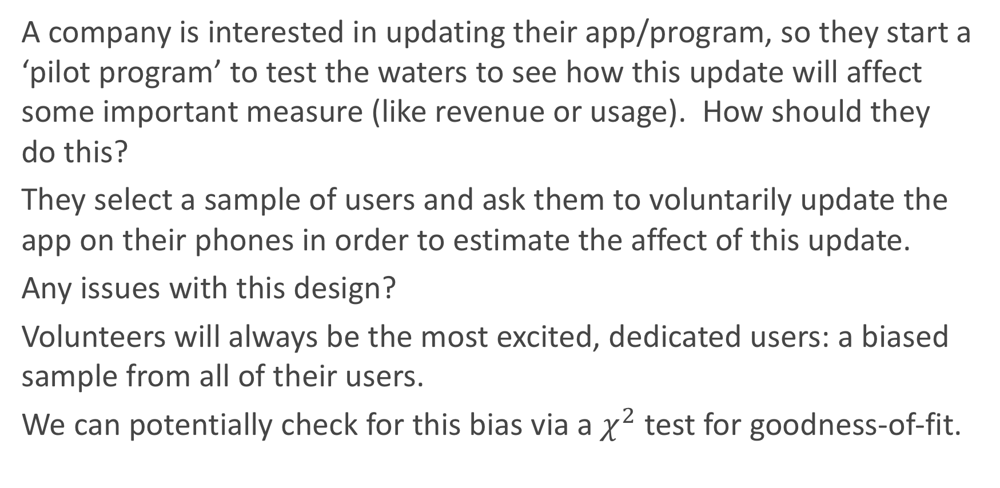 A company is interested in updating their app/program, so they start a
‘pilot program’ to test the waters to see how this update will affect
some important measure (like revenue or usage).  How should they
do this?
They select a sample of users and ask them to voluntarily update the
app on their phones in order to estimate the affect of this update.
Any issues with this design?
Volunteers will always be the most excited, dedicated users: a biased
sample from all of their users.
We can potentially check for this bias via a χ² test for goodness-of-fit.